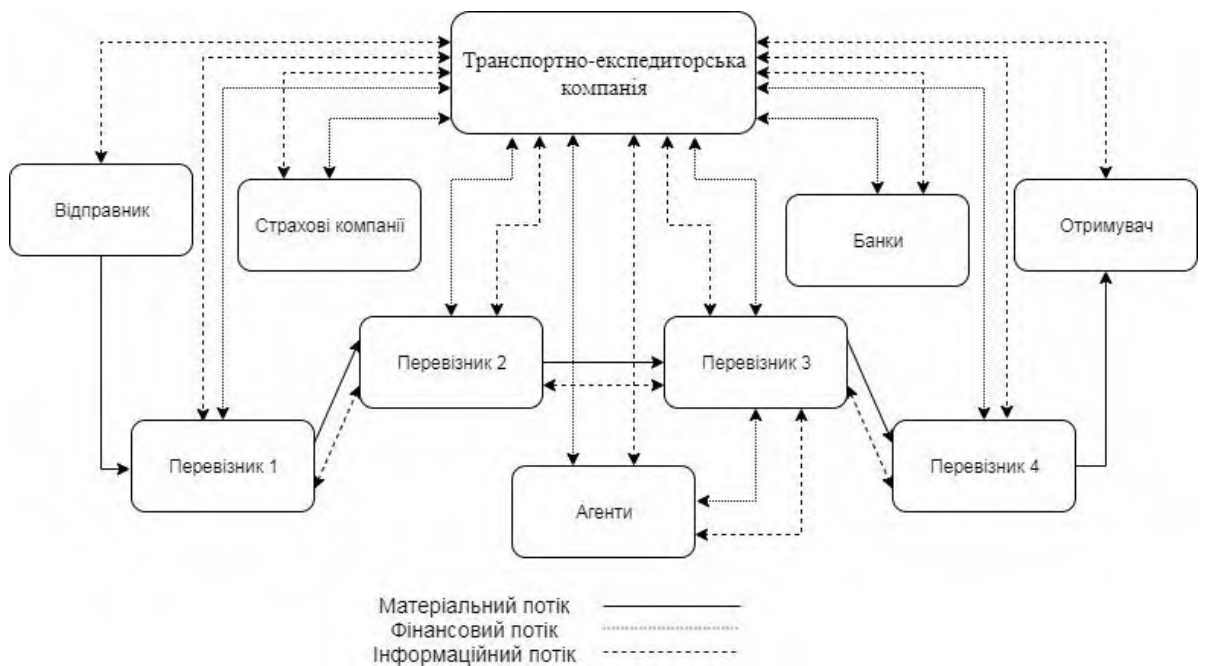 Транспортно-експедиторська
компанія
Відправник
Страхові компанії
Банки
Отримувач
Перевізник 2
Перевізник 3
Перевізник 1
Перевізник 4
Агенти
Матеріальний потік
Фінансовий потік
Інформаційний потік